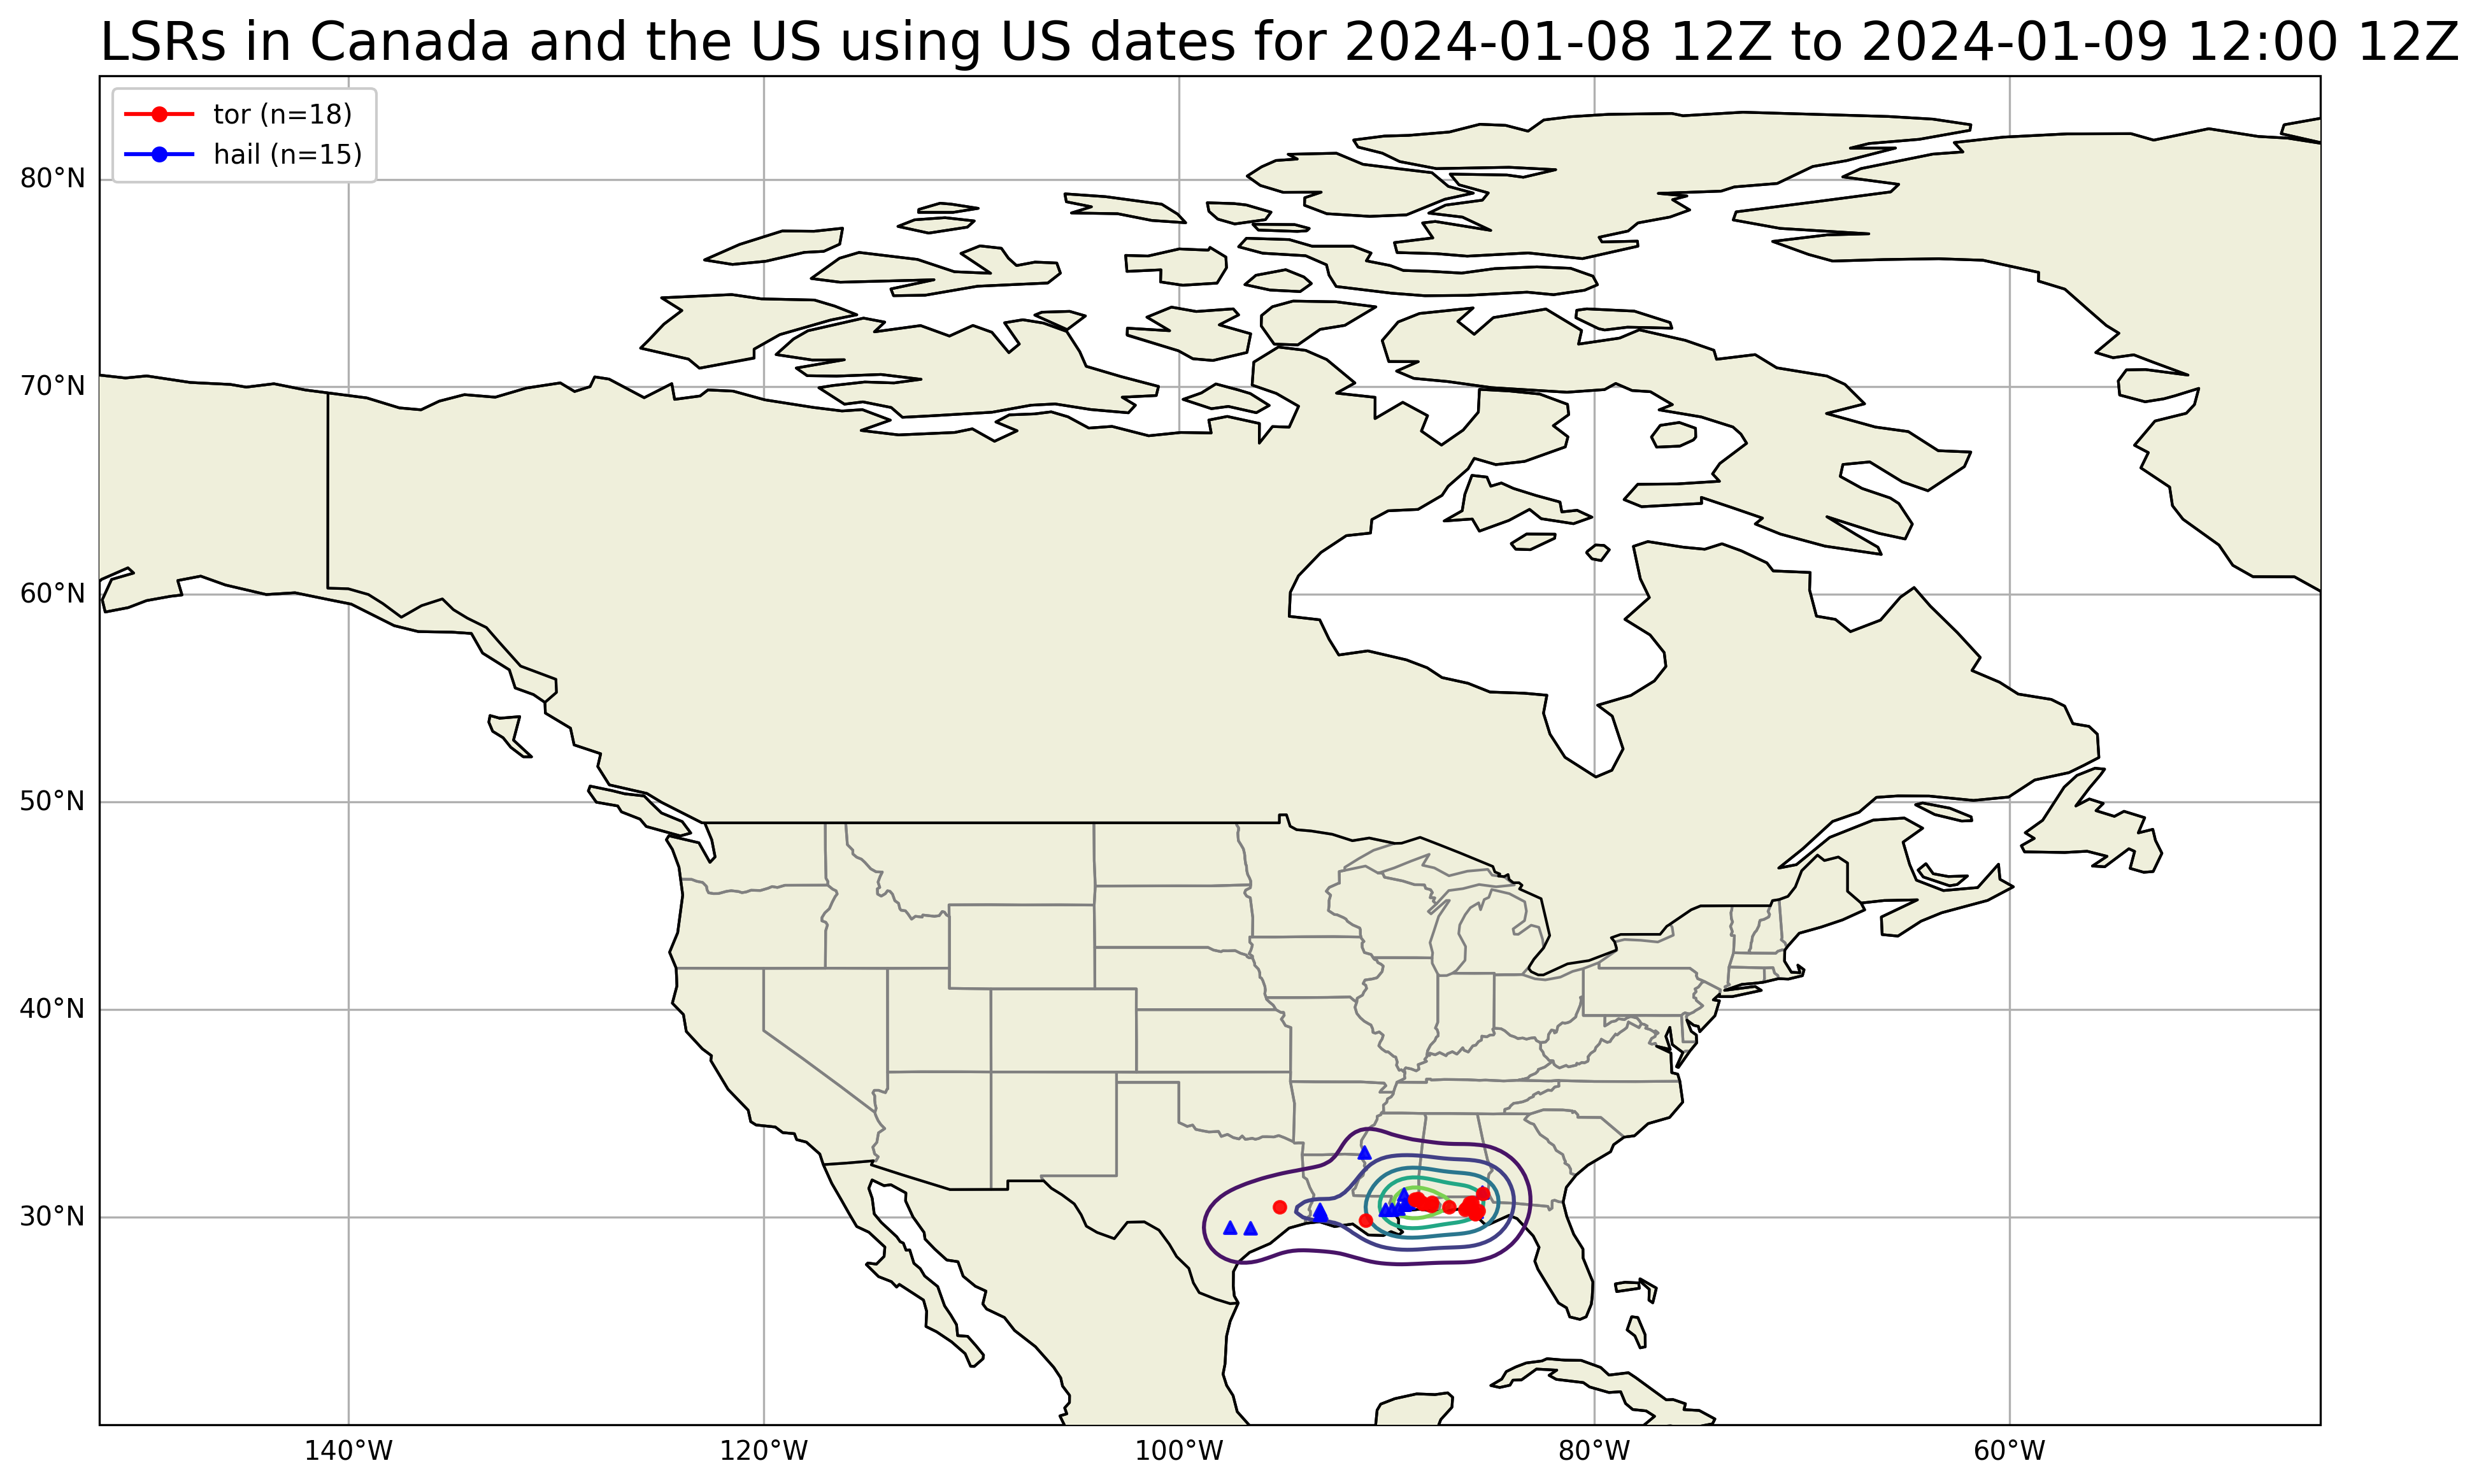 LSRs in Canada and the US using US dates for 2024-01-08 12Z to 2024-01-09 12:00 12Z
tor (n=18)
hail (n=15)
80°N
70°N
60°N
50°N
40°N
30°N
140°W
120°W
100°W
80°W
60°W